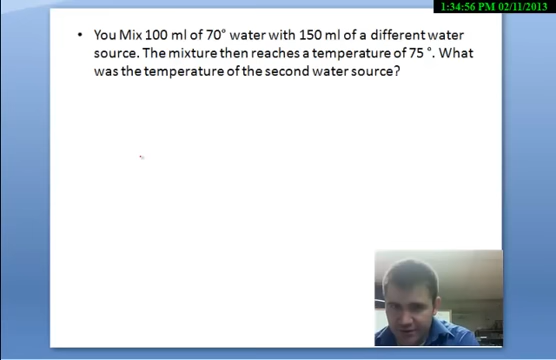 1:34:56 PM 02/11/2013
• You Mix 100 ml of 70° water with 150 ml of a different water
source. The mixture then reaches a temperature of 75 °. What
was the temperature of the second water source?